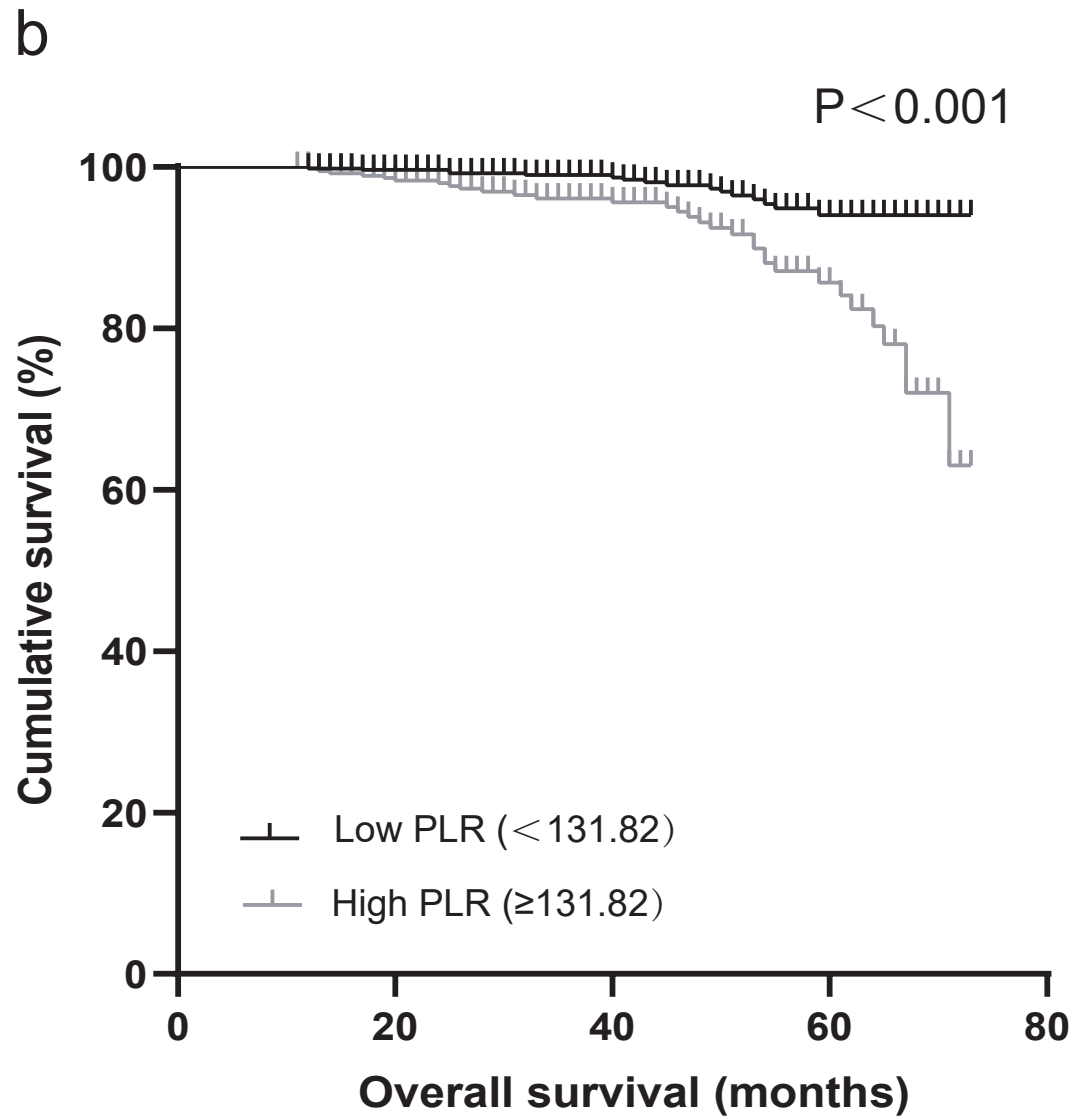 b
P＜0.001
100
80
60
40
20
0
Cumulative survival (%)
Low PLR (＜131.82）
High PLR (≥131.82）
0 20 40 60 80
Overall survival (months)